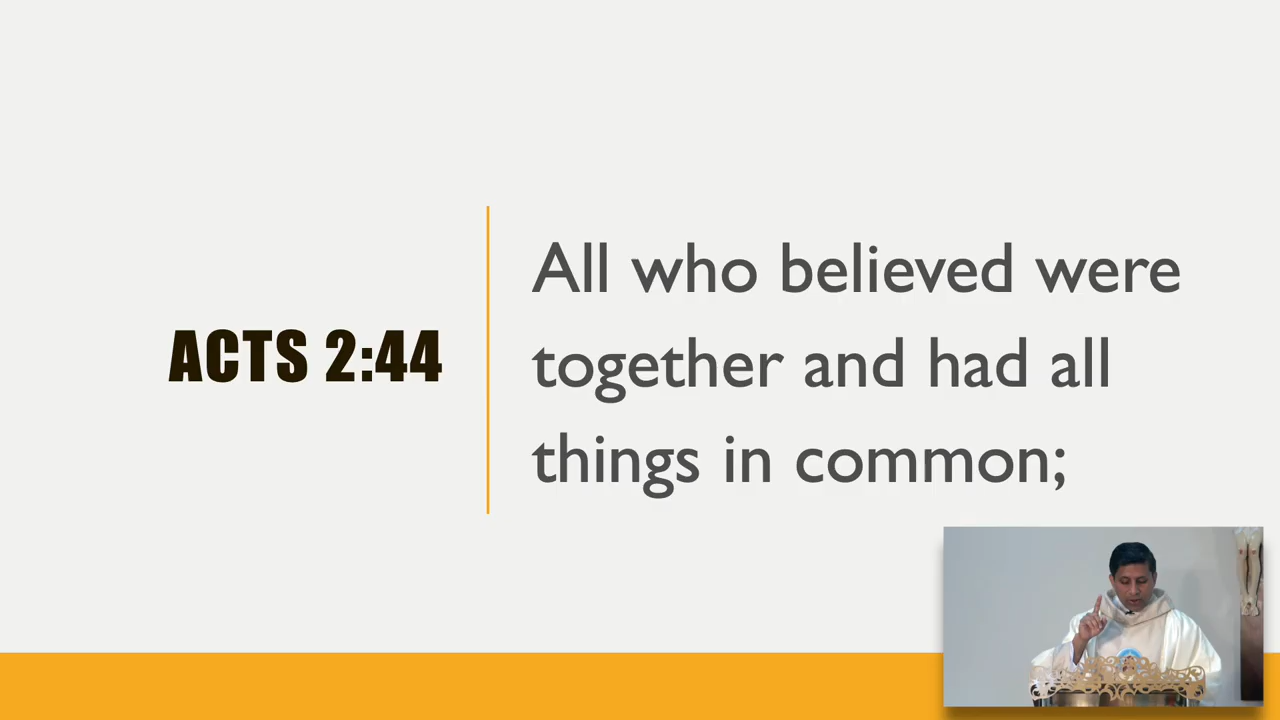 ACTS 2:44
All who believed were
together and had all
things in common;